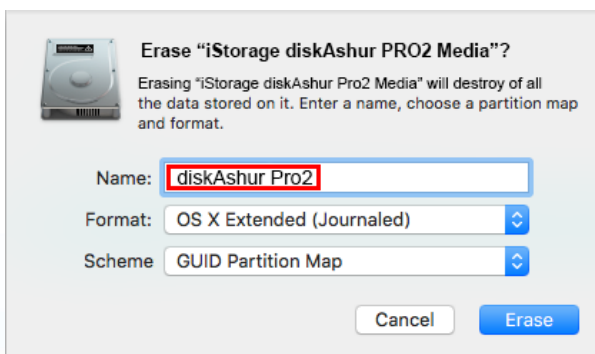 Erase “iStorage diskAshur PRO2 Media”?
Erasing “iStorage diskAshur Pro2 Media” will destroy of all
the data stored on it. Enter a name, choose a partition map
and format.
Name: diskAshur Pro2
Format: OS X Extended (Journaled)
Scheme GUID Partition Map
Cancel Erase